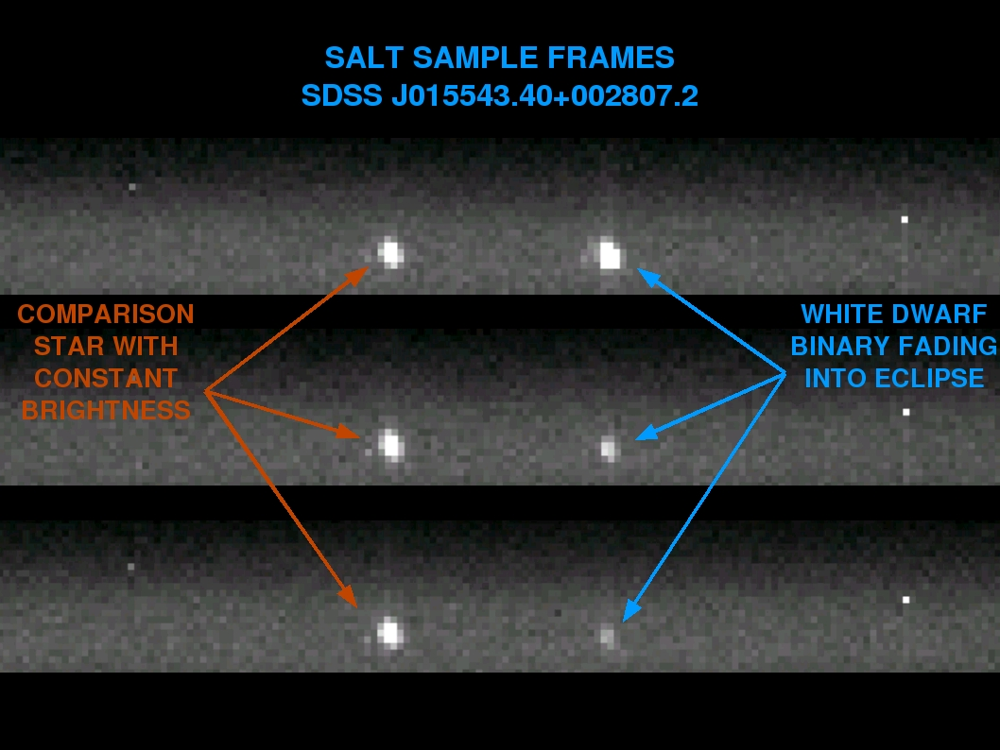 SALT SAMPLE FRAMES
SDSS J015543.40+002807.2
COMPARISON
STAR WITH
CONSTANT
BRIGHTNESS
WHITE DWARF
BINARY FADING
INTO ECLIPSE